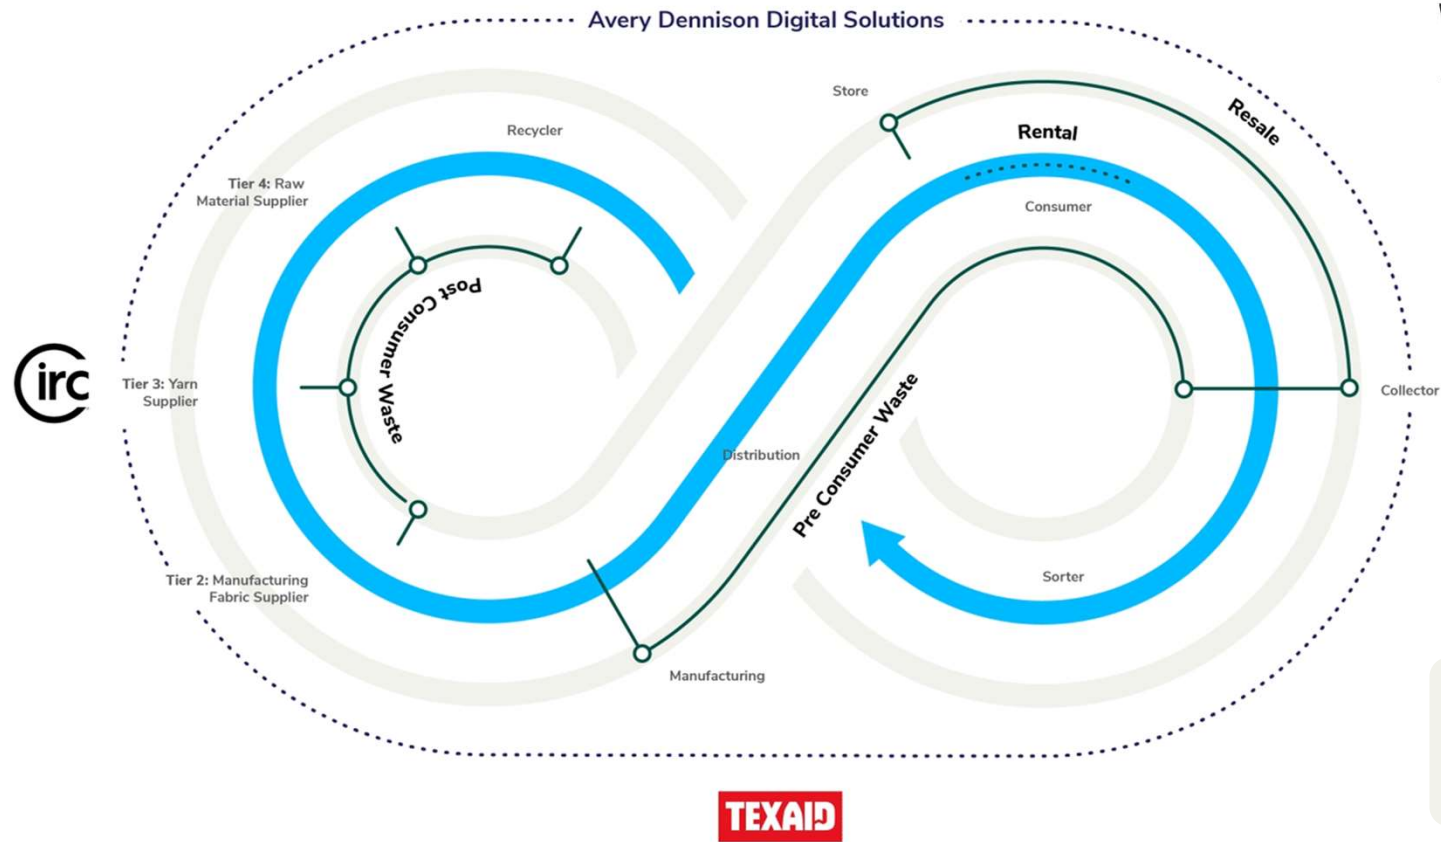 Avery Dennison Digital Solutions
Store
Resale
Rental
Recycler
Tier 4: Raw
Material Supplier
Consumer
Post Consumer Waste
circ
Tier 3: Yarn
Supplier
Collector
Pre Consumer Waste
Distribution
Tier 2: Manufacturing
Fabric Supplier
Sorter
Manufacturing
TEXAID